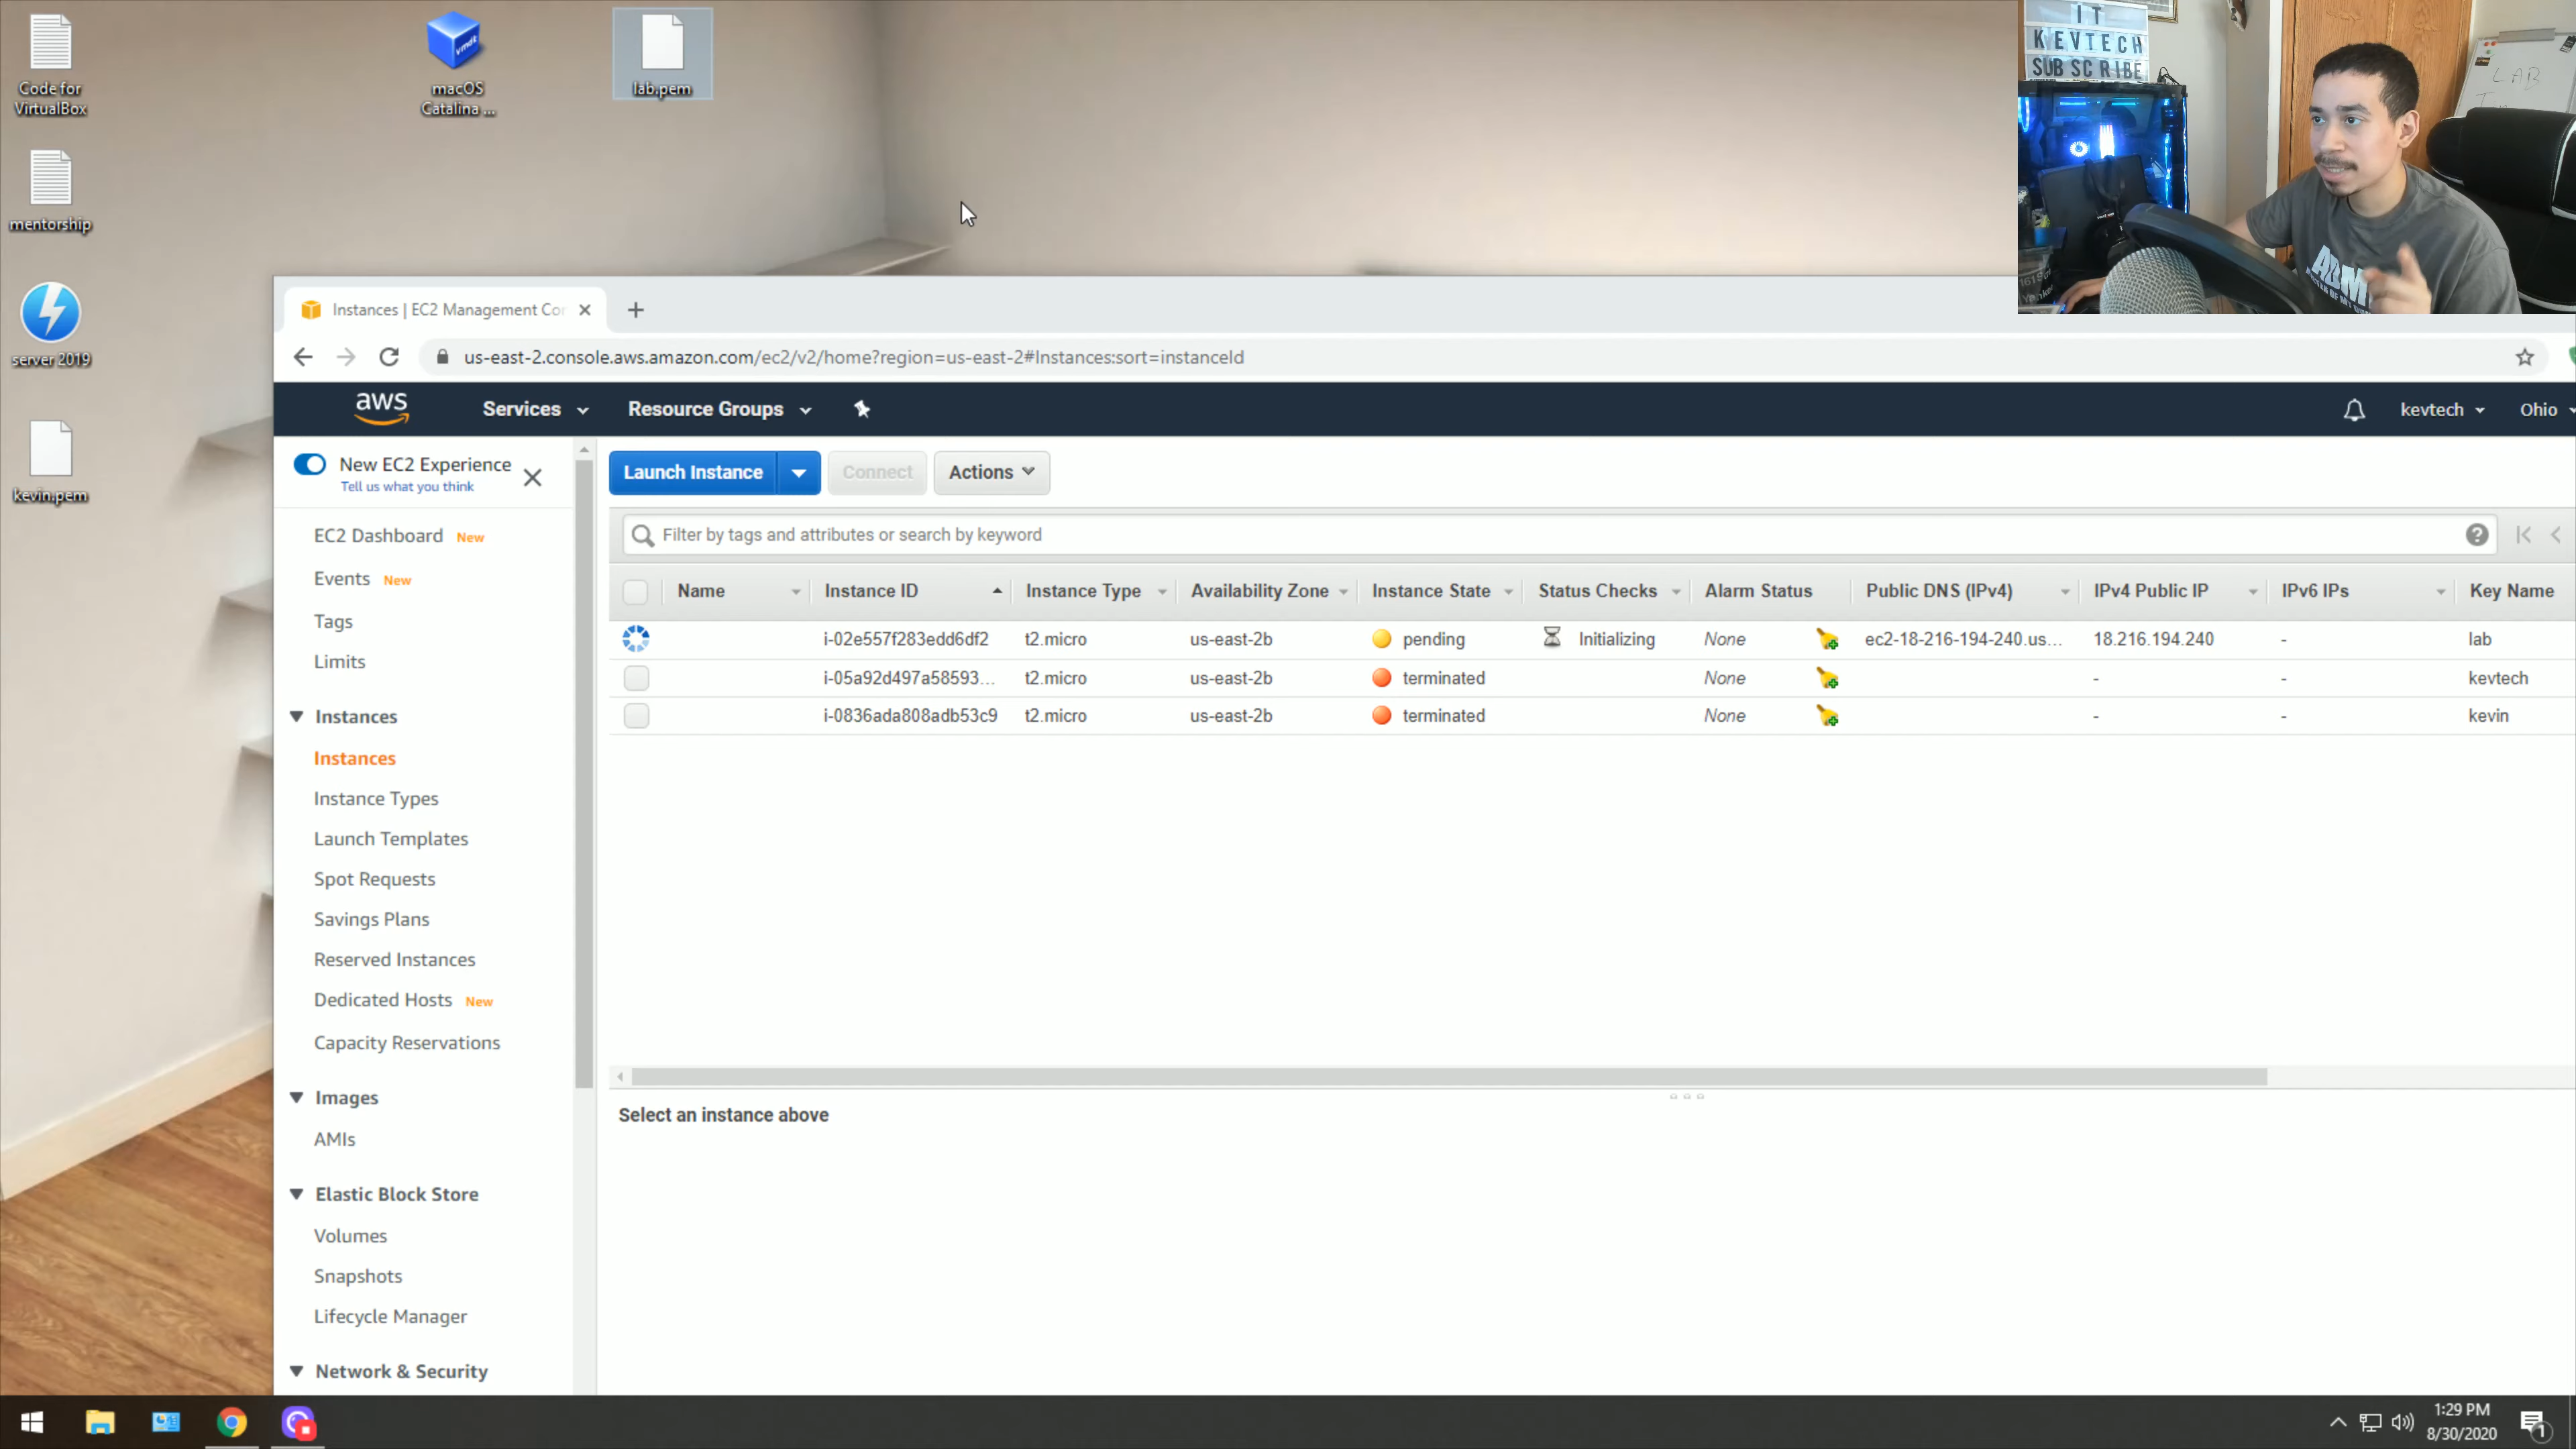 Code for
VirtualBox
macOS
Catalina ...
lab.pem
mentorship
server 2019
kevin.pem
IT
KEVTECH
SUBSCRIBE
LAB
Instances | EC2 Management Cor
us-east-2.console.aws.amazon.com/ec2/v2/home?region=us-east-2#Instances:sort=instanceId
aws Services Resource Groups kevtech Ohio
New EC2 Experience
Tell us what you think
Launch Instance Connect Actions
EC2 Dashboard New
Events New
Tags
Limits
Instances
Instances
Instance Types
Launch Templates
Spot Requests
Savings Plans
Reserved Instances
Dedicated Hosts New
Capacity Reservations
Images
AMIs
Elastic Block Store
Volumes
Snapshots
Lifecycle Manager
Network & Security
Filter by tags and attributes or search by keyword
Name Instance ID Instance Type Availability Zone Instance State Status Checks Alarm Status Public DNS (IPv4) IPv4 Public IP IPv6 IPs Key Name
i-02e557f283edd6df2 t2.micro us-east-2b pending Initializing None ec2-18-216-194-240.us... 18.216.194.240 - lab
i-05a92d497a58593... t2.micro us-east-2b terminated None - - kevtech
i-0836ada808adb53c9 t2.micro us-east-2b terminated None - - kevin
Select an instance above
1:29 PM
8/30/2020
1